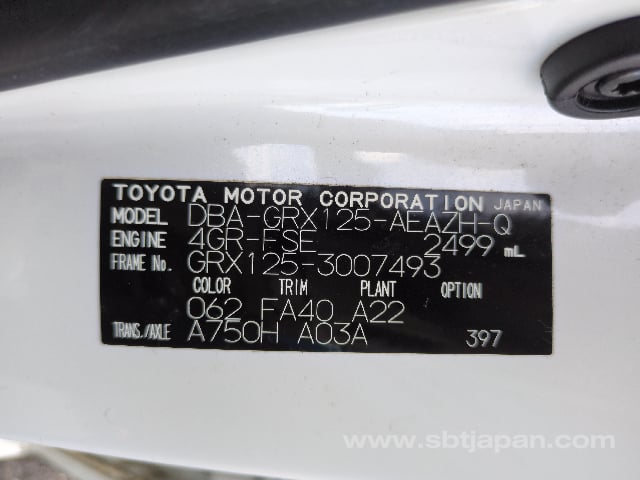 TOYOTA MOTOR CORPORATION JAPAN
MODEL DBA-GRX125-AEAZH-Q
ENGINE 4GR-FSE 2499 mL
FRAME No. GRX125-3007493
COLOR TRIM PLANT OPTION
062 FA40 A22
TRANS./AXLE A750H A03A 397
www.sbtjapan.com